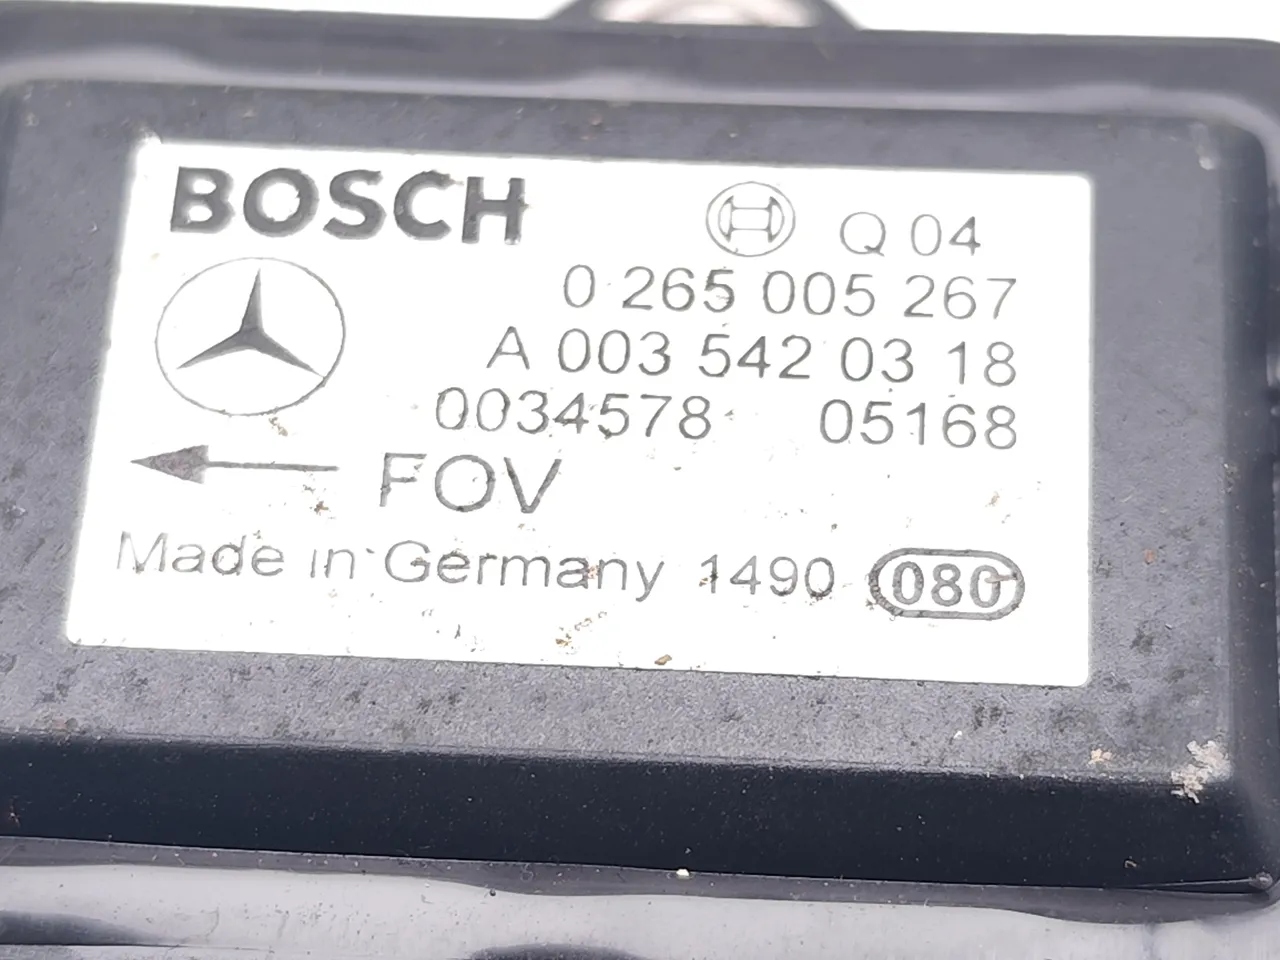 BOSCH
Q 04
0 265 005 267
A 003 542 03 18
0034578 05168
FOV
Made in Germany 1490 080